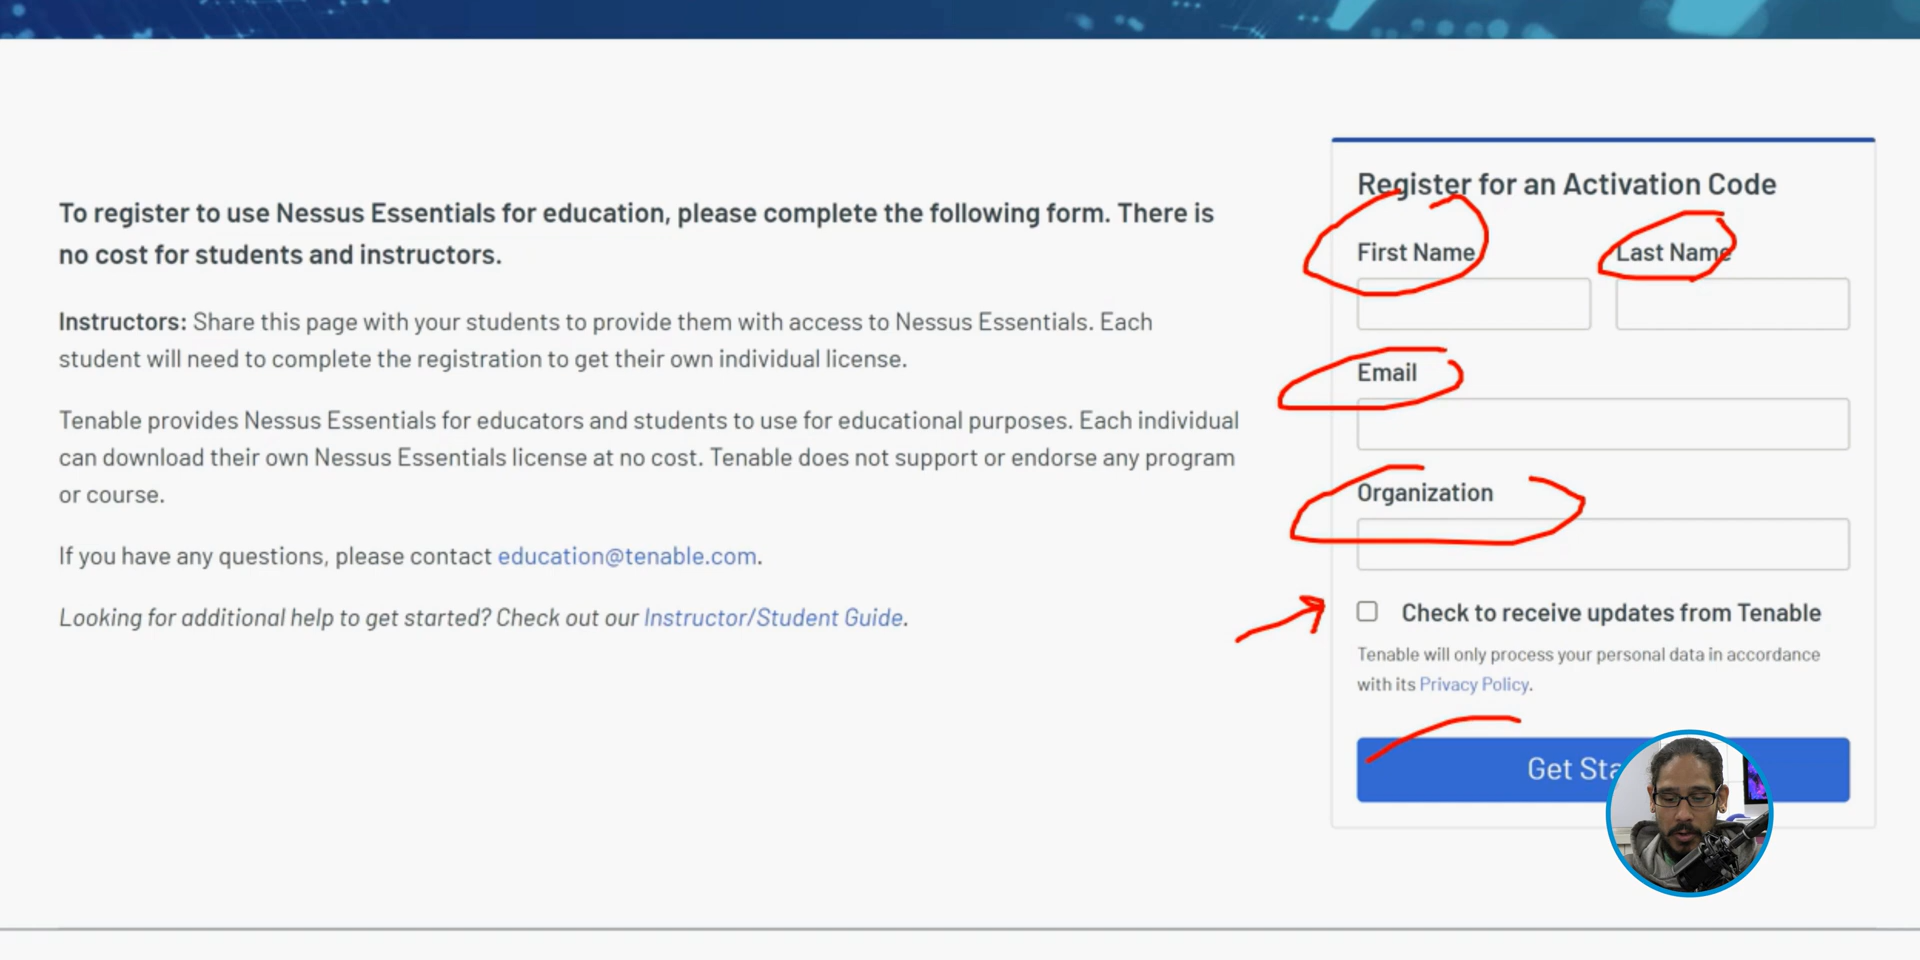 To register to use Nessus Essentials for education, please complete the following form. There is
no cost for students and instructors.
Instructors: Share this page with your students to provide them with access to Nessus Essentials. Each
student will need to complete the registration to get their own individual license.
Tenable provides Nessus Essentials for educators and students to use for educational purposes. Each individual
can download their own Nessus Essentials license at no cost. Tenable does not support or endorse any program
or course.
If you have any questions, please contact education@tenable.com.
Looking for additional help to get started? Check out our Instructor/Student Guide.
Register for an Activation Code
First Name
Last Name
Email
Organization
Check to receive updates from Tenable
Tenable will only process your personal data in accordance
with its Privacy Policy.
Get Sta